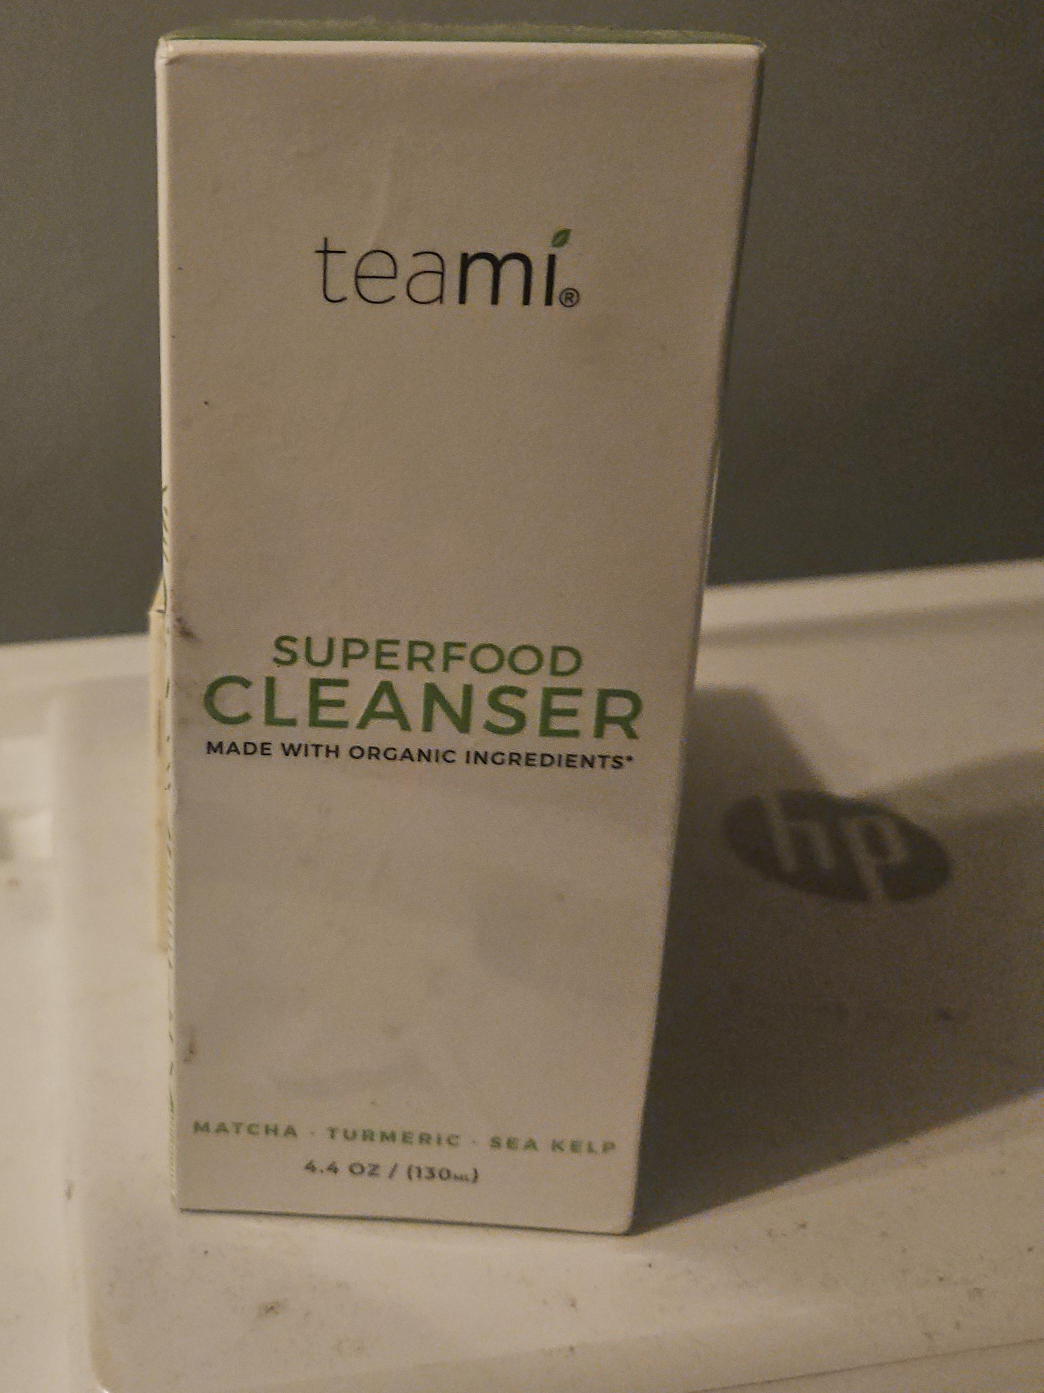 teami®
SUPERFOOD
CLEANSER
MADE WITH ORGANIC INGREDIENTS*
MATCHA · TURMERIC · SEA KELP
4.4 OZ / (130ML)
hp